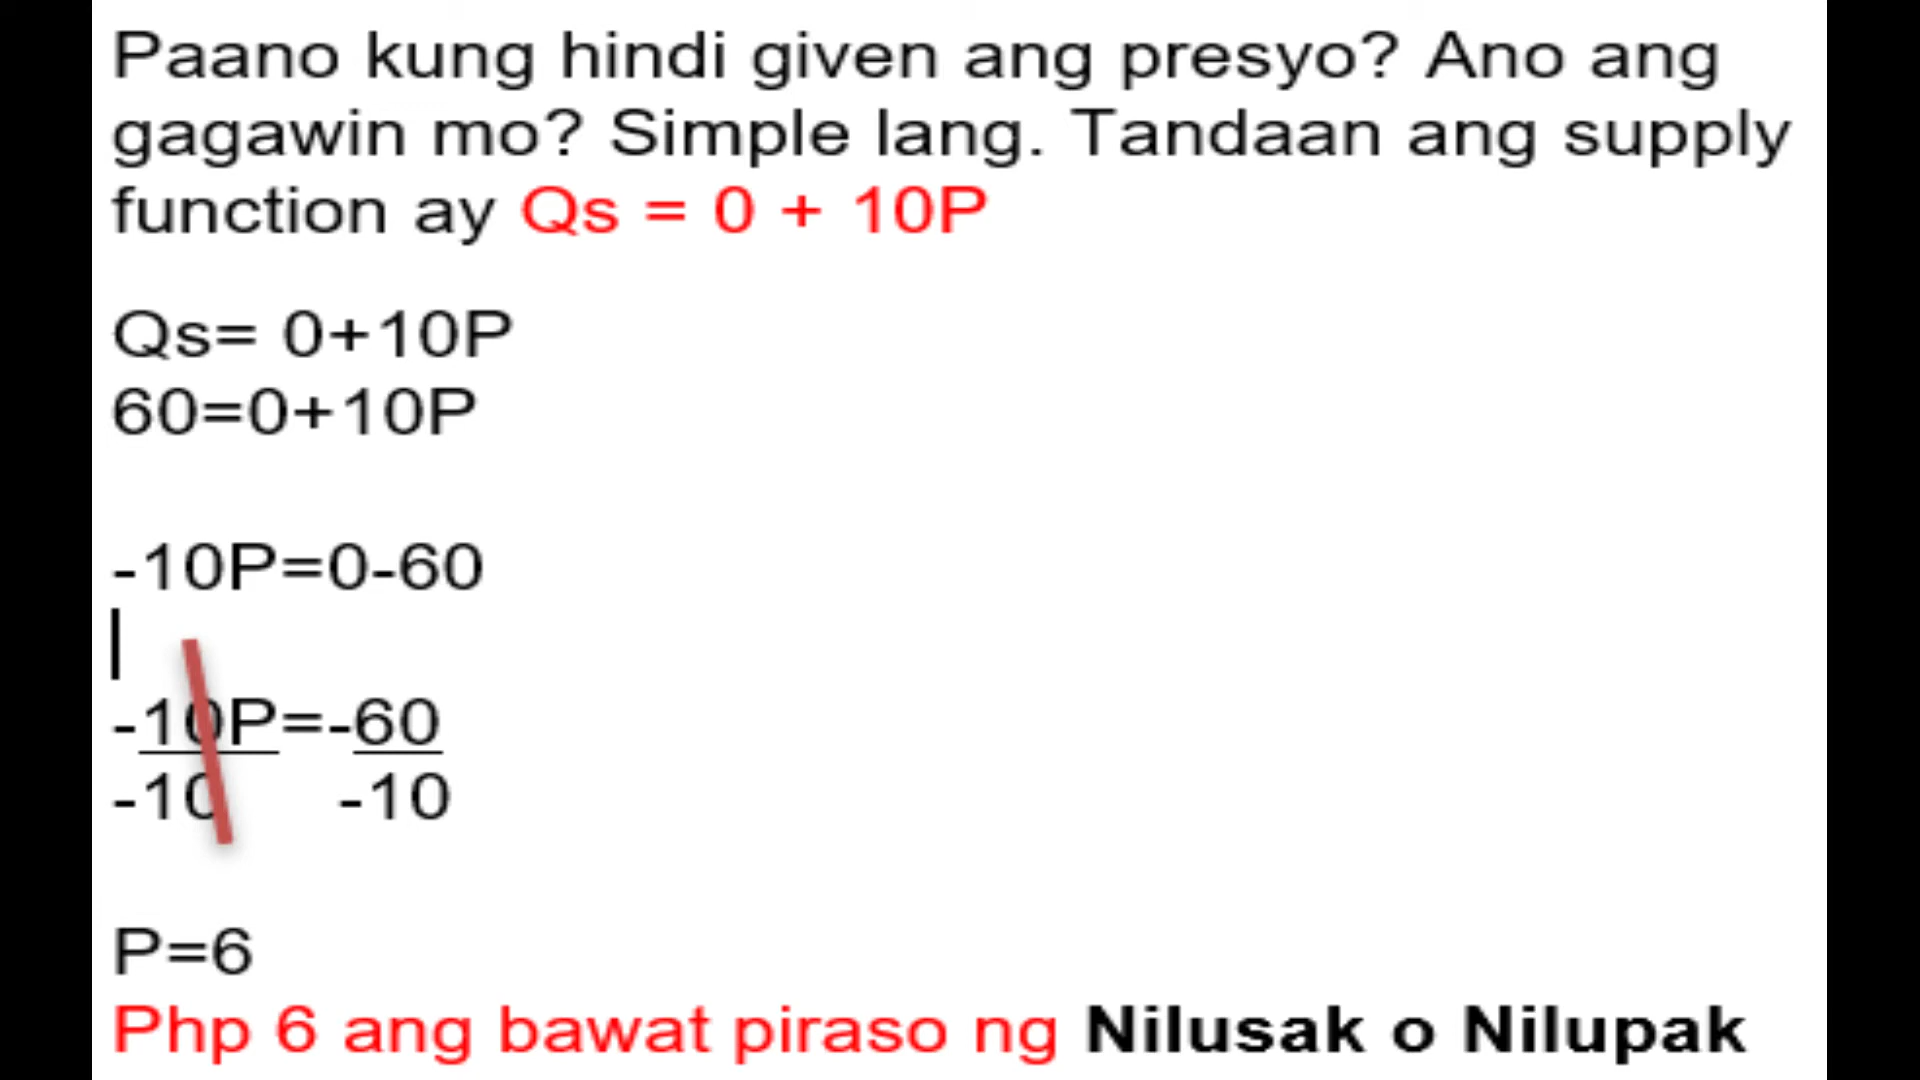 Paano kung hindi given ang presyo? Ano ang
gagawin mo? Simple lang. Tandaan ang supply
function ay Qs = 0 + 10P
Qs= 0+10P
60=0+10P
-10P=0-60
-10P=-60
-10 -10
P=6
Php 6 ang bawat piraso ng Nilusak o Nilupak